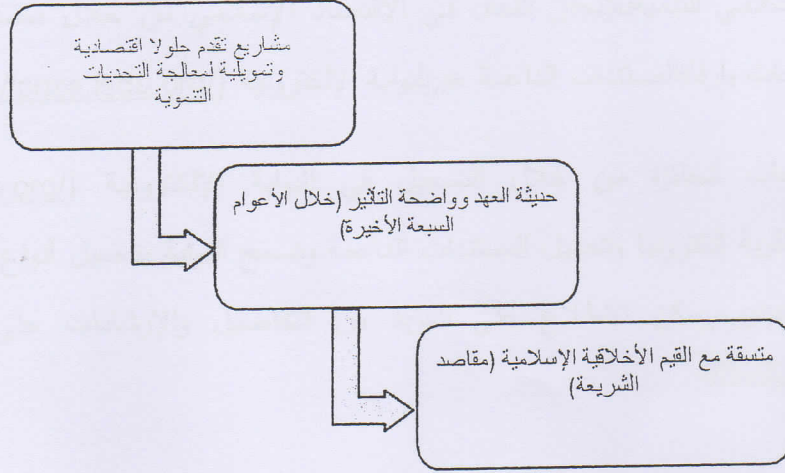 مشاريع تقدم حلولا اقتصادية
وتمويلية لمعالجة التحديات
التنموية
حديثة العهد وواضحة التأثير (خلال الأعوام
السبعة الأخيرة)
متسقة مع القيم الأخلاقية الإسلامية (مقاصد
الشريعة)